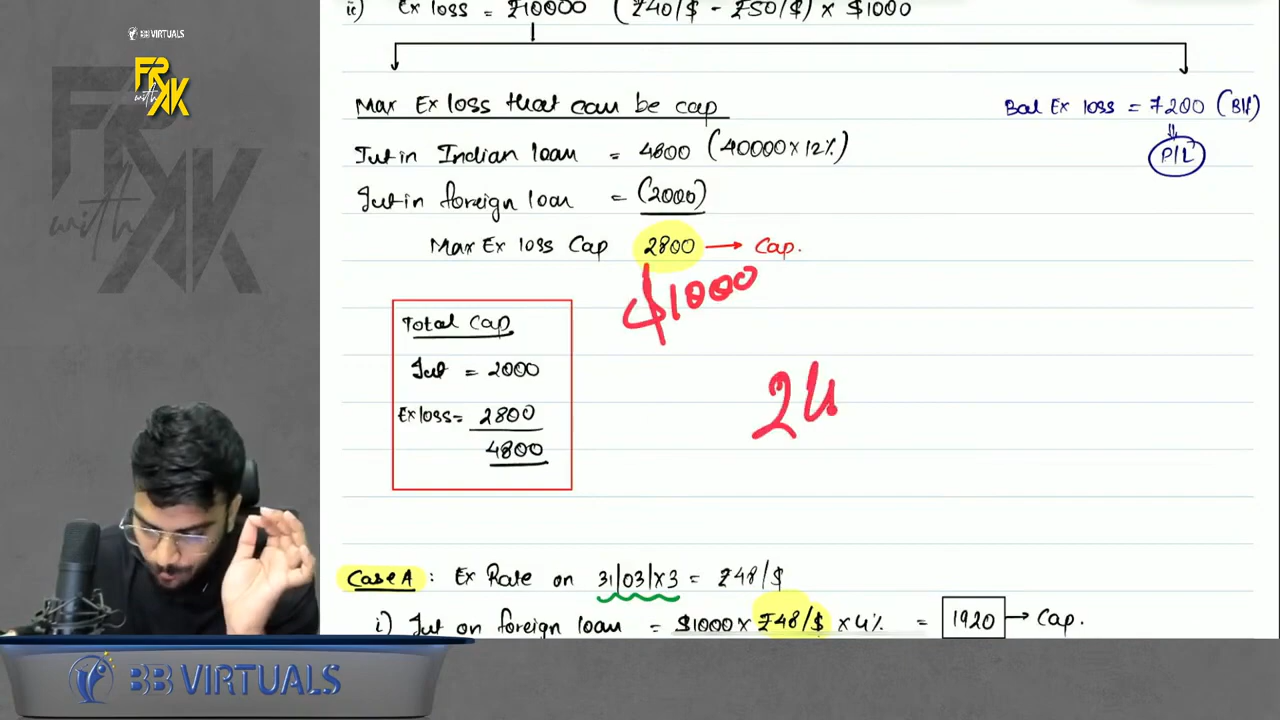 ii) Ex loss = ₹10000 (₹40/$ - ₹50/$) x $1000
BB VIRTUALS
FR
with
AK
Max Ex loss that can be cap
Bal Ex loss = 7200 (B/f)
Int in Indian loan = 4800 (40000 x 12%)
P/L
Int in foreign loan = (2000)
Max Ex loss Cap 2800 → Cap.
$1000
Total Cap
Int = 2000
Ex loss = 2800
4800
24
Case A : Ex Rate on 31/03/x3 = ₹48/$
i) Int on foreign loan = $1000 x ₹48/$ x 4% = 1920 → Cap.
BB VIRTUALS